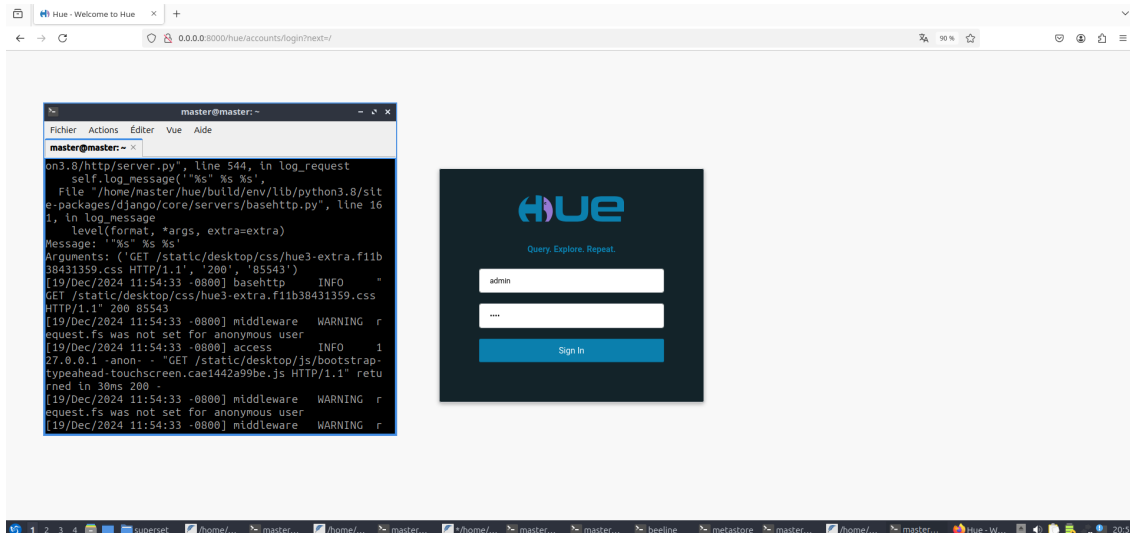 Hue - Welcome to Hue
0.0.0.0:8000/hue/accounts/login?next=/
90 %
master@master: ~
Fichier Actions Éditer Vue Aide
master@master: ~
on3.8/http/server.py", line 544, in log_request
self.log_message('"%s" %s %s',
File "/home/master/hue/build/env/lib/python3.8/sit
e-packages/django/core/servers/basehttp.py", line 16
1, in log_message
level(format, *args, extra=extra)
Message: '"%s" %s %s'
Arguments: ('GET /static/desktop/css/hue3-extra.f11b
38431359.css HTTP/1.1', '200', '85543')
[19/Dec/2024 11:54:33 -0800] basehttp INFO "
GET /static/desktop/css/hue3-extra.f11b38431359.css
HTTP/1.1" 200 85543
[19/Dec/2024 11:54:33 -0800] middleware WARNING r
equest.fs was not set for anonymous user
[19/Dec/2024 11:54:33 -0800] access INFO 1
27.0.0.1 -anon- - "GET /static/desktop/js/bootstrap-
typeahead-touchscreen.cae1442a99be.js HTTP/1.1" retu
rned in 30ms 200 -
[19/Dec/2024 11:54:33 -0800] middleware WARNING r
equest.fs was not set for anonymous user
[19/Dec/2024 11:54:33 -0800] middleware WARNING r
HUE
Query. Explore. Repeat.
admin
Sign In
1 2 3 4 superset /home/... master... /home/... master... */home/... master... master... beeline metastore master... /home/... master... Hue - W... 20:5